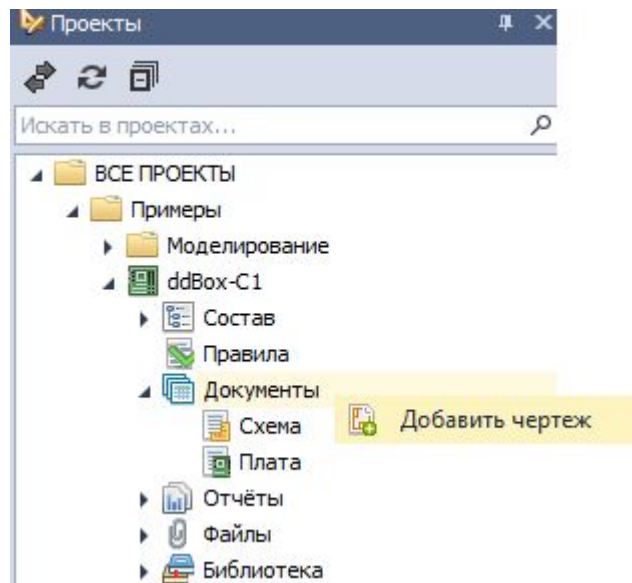 Проекты
Искать в проектах...
ВСЕ ПРОЕКТЫ
Примеры
Моделирование
ddBox-C1
Состав
Правила
Документы
Схема
Добавить чертеж
Плата
Отчёты
Файлы
Библиотека